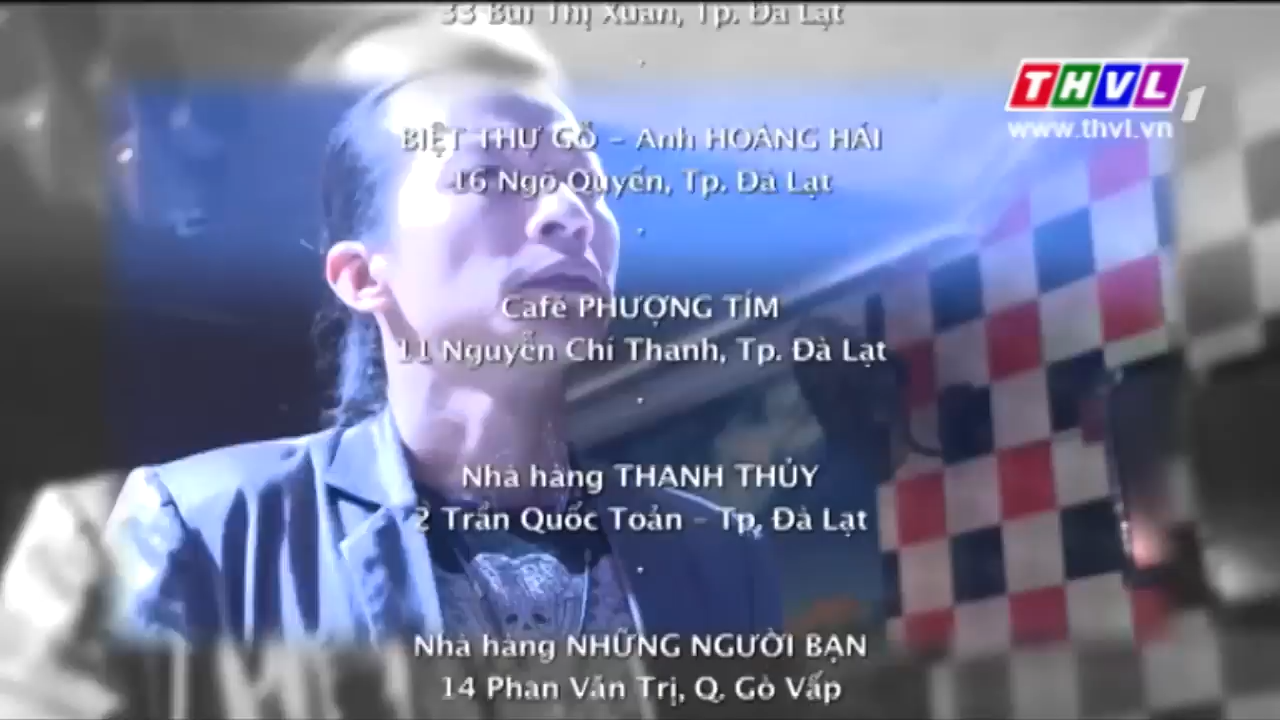 33 Bùi Thị Xuân, Tp. Đà Lạt
THVL 1
www.thvl.vn
BIỆT THỰ GỖ – Anh HOÀNG HẢI
16 Ngô Quyền, Tp. Đà Lạt
Café PHƯỢNG TÍM
11 Nguyễn Chí Thanh, Tp. Đà Lạt
Nhà hàng THANH THỦY
2 Trần Quốc Toản – Tp, Đà Lạt
Nhà hàng NHỮNG NGƯỜI BẠN
14 Phan Văn Trị, Q. Gò Vấp